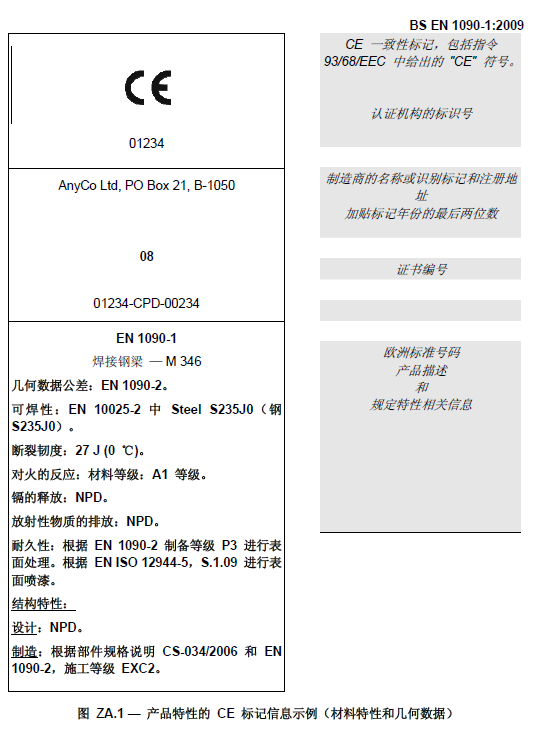 BS EN 1090-1:2009
CE
01234
AnyCo Ltd, PO Box 21, B-1050
08
01234-CPD-00234
EN 1090-1
焊接钢梁 — M 346
几何数据公差：EN 1090-2。
可焊性：EN 10025-2 中 Steel S235J0（钢
S235J0）。
断裂韧度：27 J (0 ℃)。
对火的反应：材料等级：A1 等级。
镉的释放：NPD。
放射性物质的排放：NPD。
耐久性：根据 EN 1090-2 制备等级 P3 进行表
面处理。根据 EN ISO 12944-5，S.1.09 进行表
面喷漆。
结构特性：
设计：NPD。
制造：根据部件规格说明 CS-034/2006 和 EN
1090-2，施工等级 EXC2。
CE 一致性标记，包括指令
93/68/EEC 中给出的 "CE" 符号。
认证机构的标识号
制造商的名称或识别标记和注册地
址
加贴标记年份的最后两位数
证书编号
欧洲标准号码
产品描述
和
规定特性相关信息
图 ZA.1 — 产品特性的 CE 标记信息示例（材料特性和几何数据）